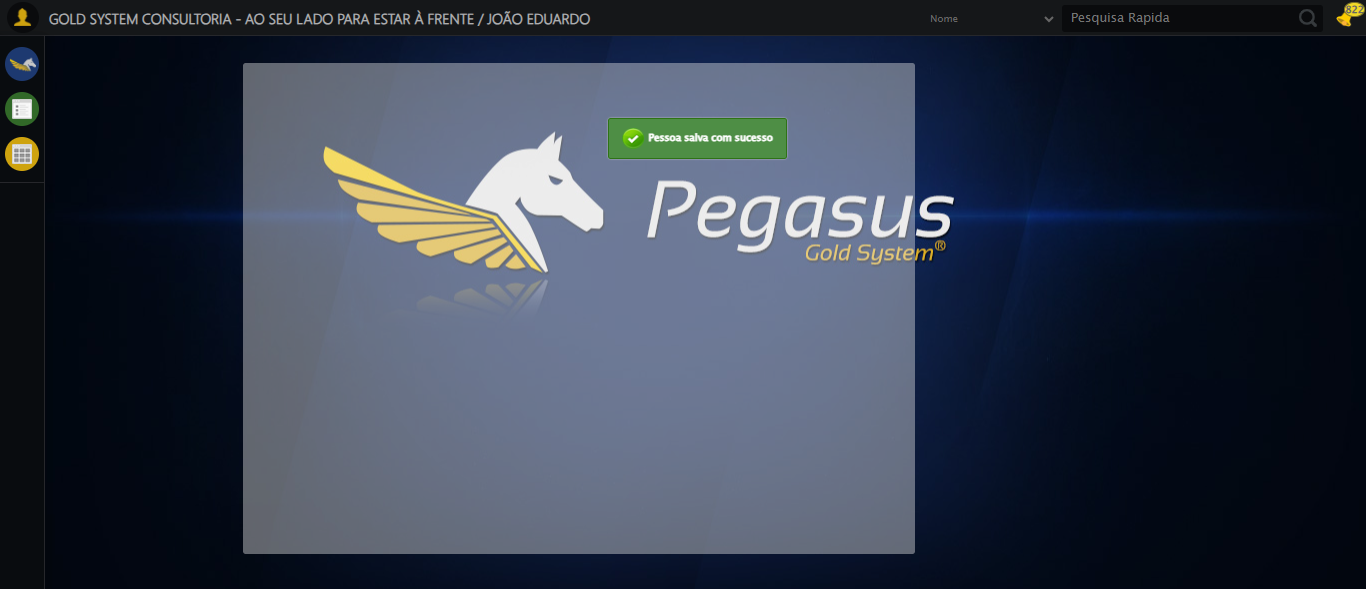 GOLD SYSTEM CONSULTORIA - AO SEU LADO PARA ESTAR À FRENTE / JOÃO EDUARDO
Nome
Pesquisa Rapida
822
Pessoa salva com sucesso
Pegasus
Gold System®